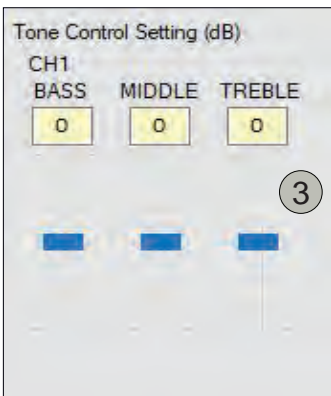 Tone Control Setting (dB)
CH1
BASS MIDDLE TREBLE
0 0 0
3